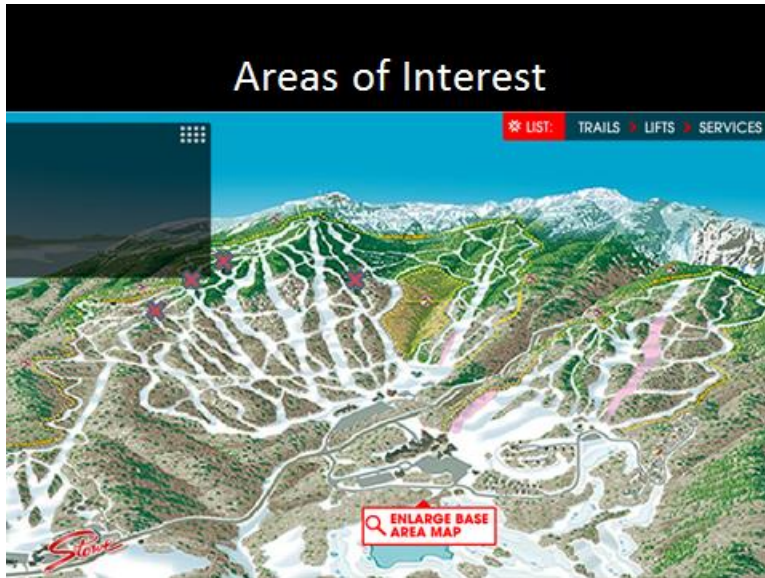 Areas of Interest
LIST: TRAILS LIFTS SERVICES
ENLARGE BASE
AREA MAP
Stowe